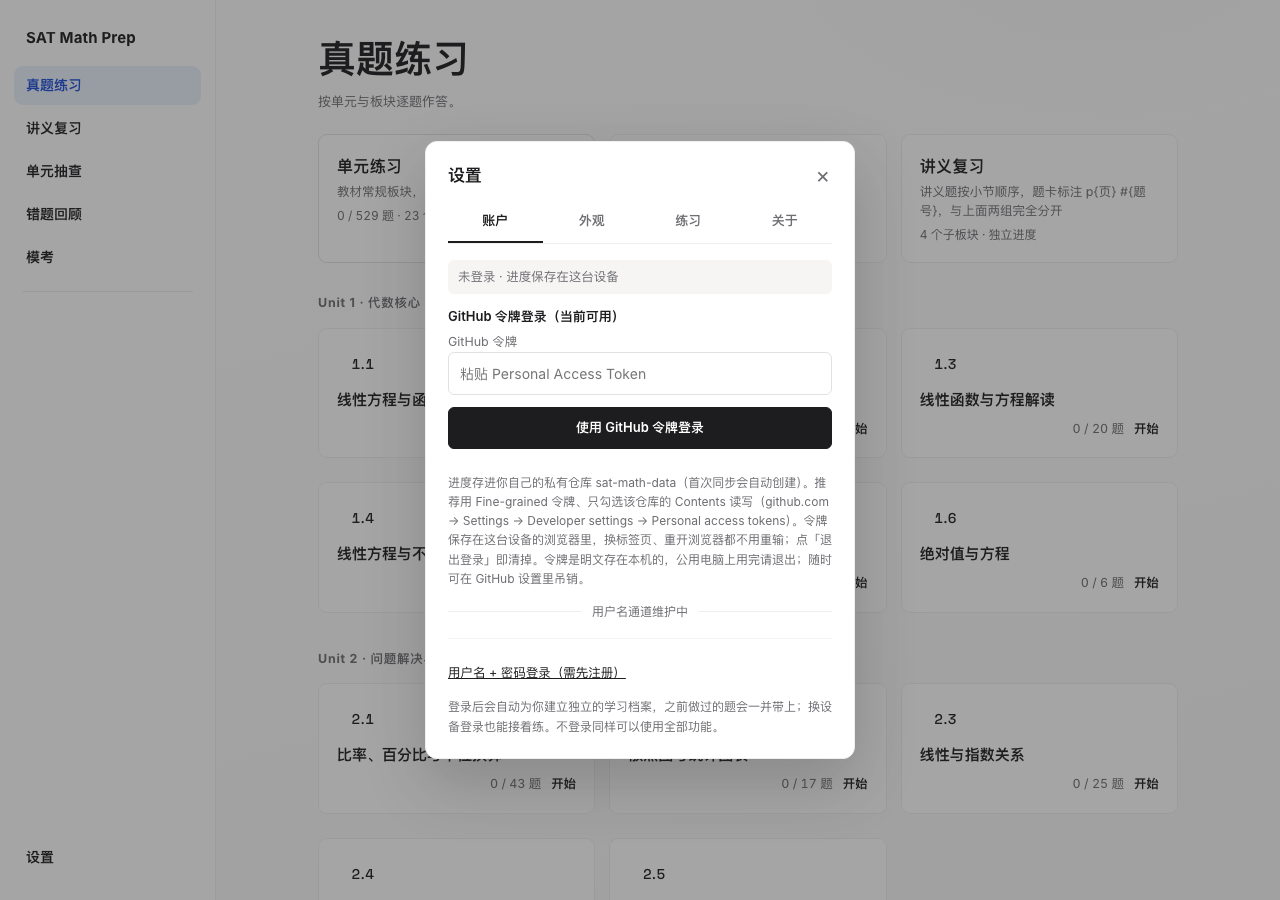 SAT Math Prep
真题练习
讲义复习
单元抽查
错题回顾
模考
设置
真题练习
按单元与板块逐题作答。
单元练习
教材常规板块，
0 / 529 题 · 23
讲义复习
讲义题按小节顺序，题卡标注 p{页} #{题
号}，与上面两组完全分开
4 个子板块 · 独立进度
Unit 1 · 代数核心
1.1
线性方程与函
始
1.3
线性函数与方程解读
0 / 20 题 开始
1.4
线性方程与不
始
1.6
绝对值与方程
0 / 6 题 开始
Unit 2 · 问题解决
2.1
比率、百分比
0 / 43 题 开始
0 / 17 题 开始
2.3
线性与指数关系
0 / 25 题 开始
2.4
2.5
设置
账户 外观 练习 关于
未登录 · 进度保存在这台设备
GitHub 令牌登录（当前可用）
GitHub 令牌
粘贴 Personal Access Token
使用 GitHub 令牌登录
进度存进你自己的私有仓库 sat-math-data（首次同步会自动创建）。推
荐用 Fine-grained 令牌、只勾选该仓库的 Contents 读写（github.com
→ Settings → Developer settings → Personal access tokens）。令牌
保存在这台设备的浏览器里，换标签页、重开浏览器都不用重输；点「退
出登录」即清掉。令牌是明文存在本机的，公用电脑上用完请退出；随时
可在 GitHub 设置里吊销。
用户名通道维护中
用户名 + 密码登录（需先注册）
登录后会自动为你建立独立的学习档案，之前做过的题会一并带上；换设
备登录也能接着练。不登录同样可以使用全部功能。